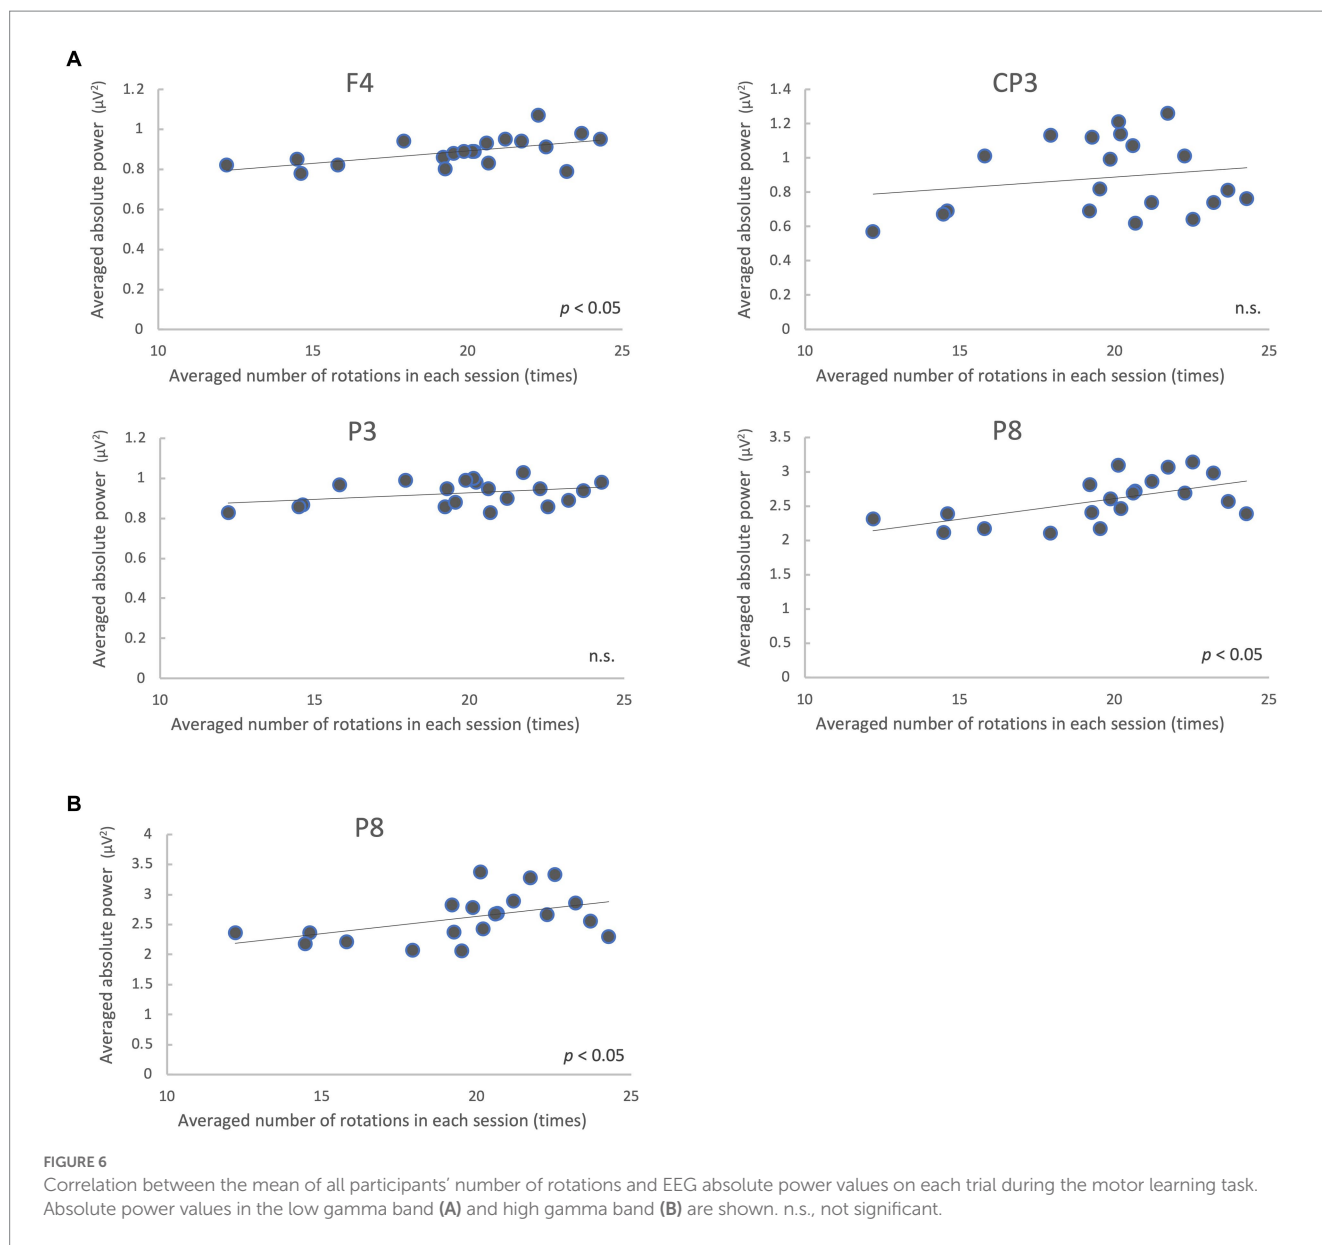 A
F4
Averaged absolute power (μV²)
1.2
1
0.8
0.6
0.4
0.2
0
p < 0.05
10 15 20 25
Averaged number of rotations in each session (times)
CP3
Averaged absolute power (μV²)
1.4
1.2
1
0.8
0.6
0.4
0.2
0
n.s.
10 15 20 25
Averaged number of rotations in each session (times)
P3
Averaged absolute power (μV²)
1.2
1
0.8
0.6
0.4
0.2
0
n.s.
10 15 20 25
Averaged number of rotations in each session (times)
P8
Averaged absolute power (μV²)
3.5
3
2.5
2
1.5
1
0.5
0
p < 0.05
10 15 20 25
Averaged number of rotations in each session (times)
B
P8
Averaged absolute power (μV²)
4
3.5
3
2.5
2
1.5
1
0.5
0
p < 0.05
10 15 20 25
Averaged number of rotations in each session (times)
FIGURE 6
Correlation between the mean of all participants’ number of rotations and EEG absolute power values on each trial during the motor learning task.
Absolute power values in the low gamma band (A) and high gamma band (B) are shown. n.s., not significant.